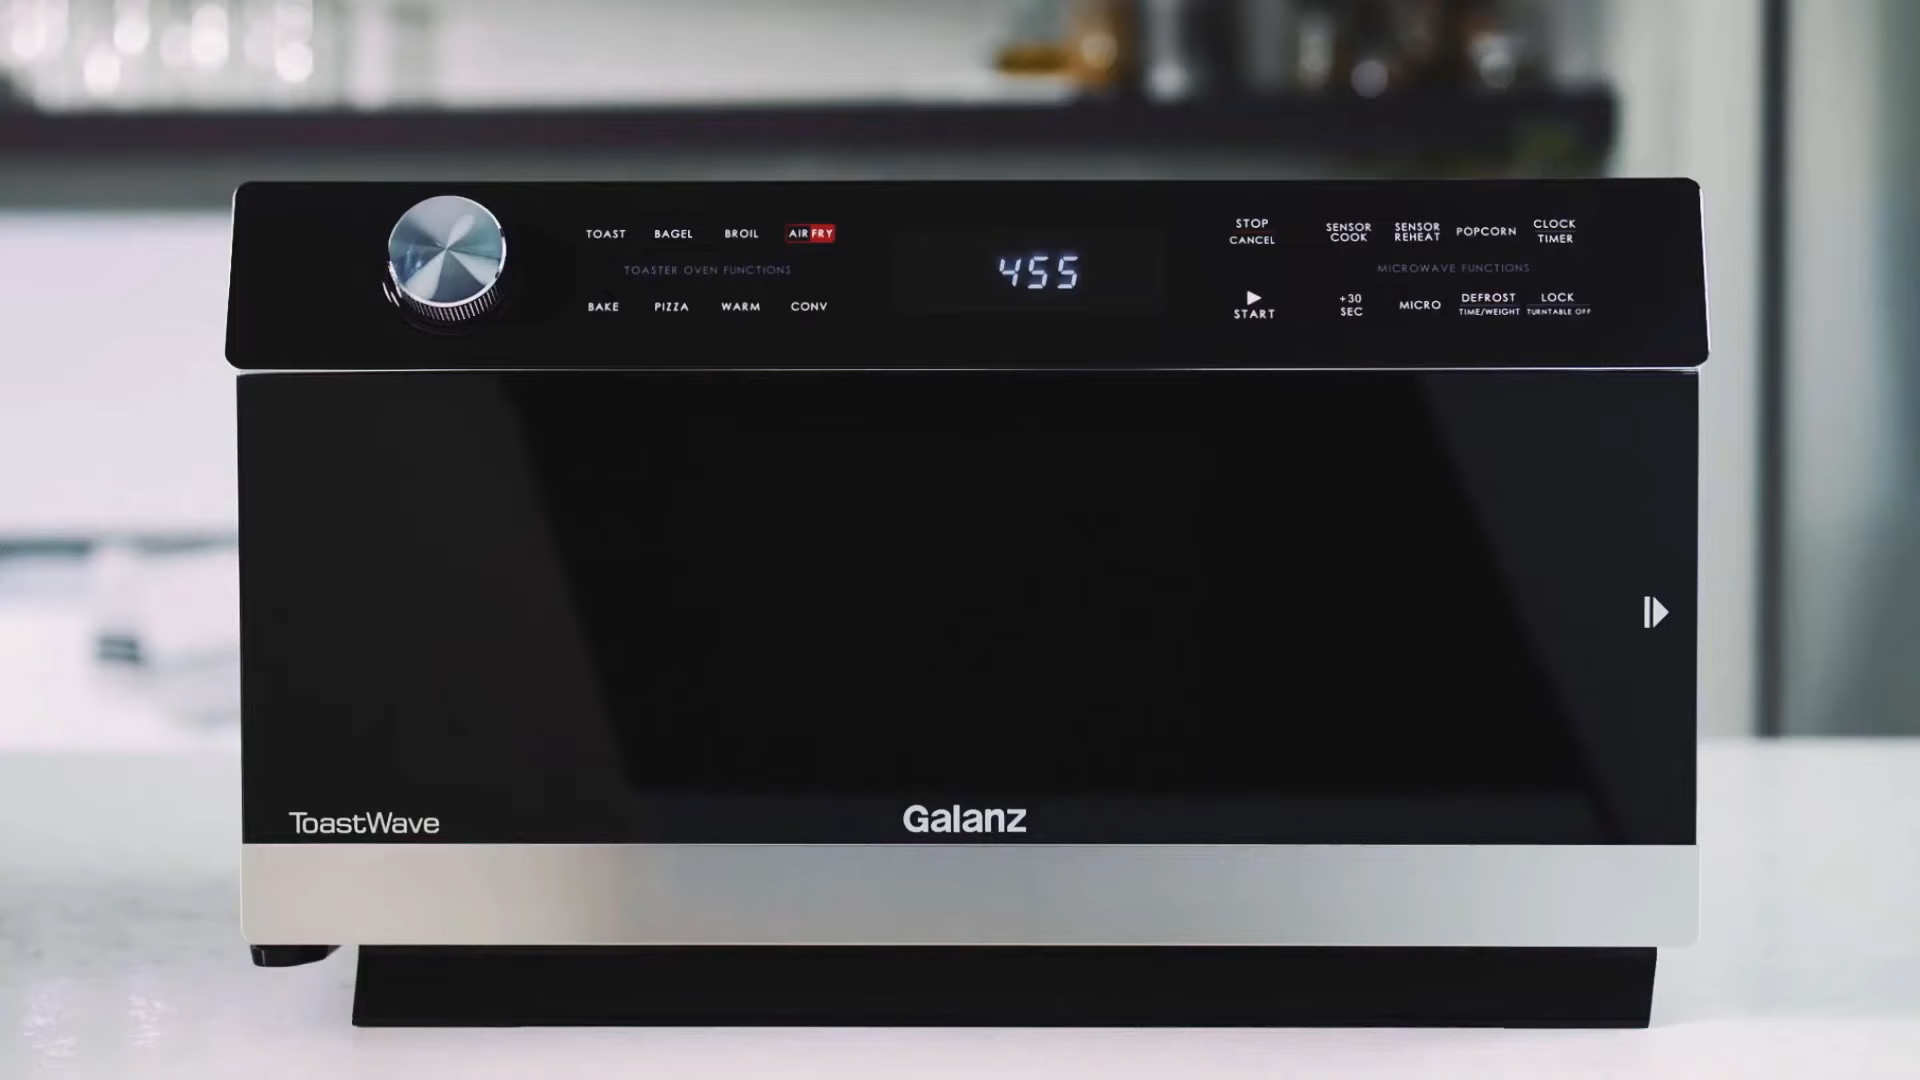 TOAST BAGEL BROIL AIR FRY
TOASTER OVEN FUNCTIONS
BAKE PIZZA WARM CONV
455
STOP
CANCEL
START
SENSOR
COOK
SENSOR
REHEAT
POPCORN
CLOCK
TIMER
MICROWAVE FUNCTIONS
+30
SEC
MICRO
DEFROST
TIME/WEIGHT
LOCK
TURNTABLE OFF
ToastWave
Galanz